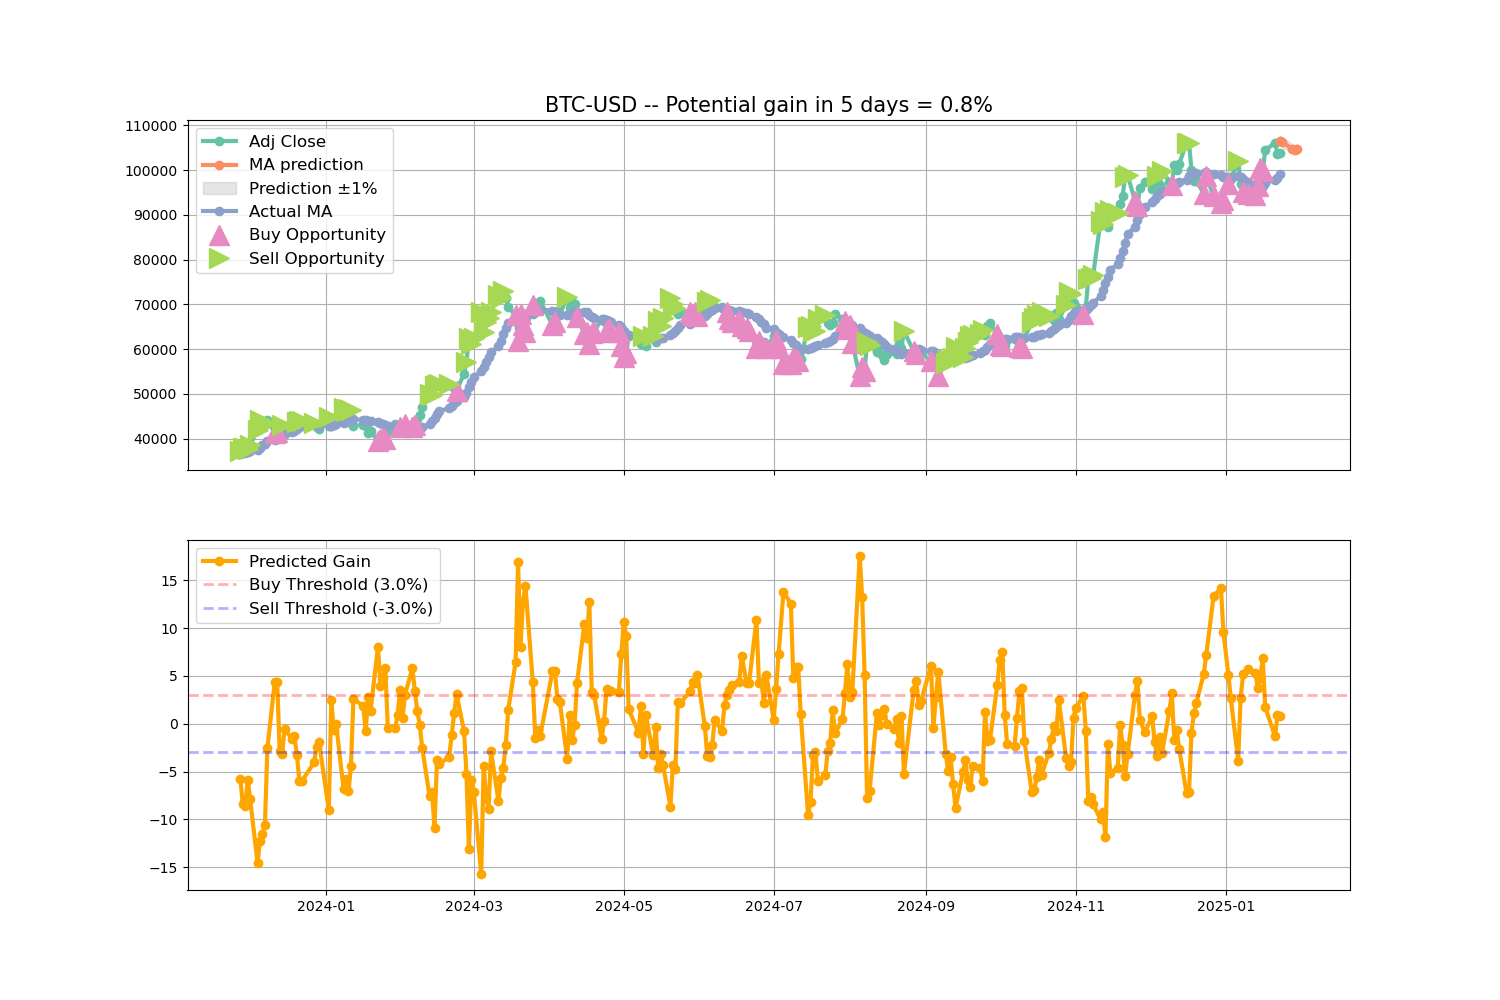 BTC-USD -- Potential gain in 5 days = 0.8%
110000
100000
90000
80000
70000
60000
50000
40000
Adj Close
MA prediction
Prediction ±1%
Actual MA
Buy Opportunity
Sell Opportunity
15
10
5
0
−5
−10
−15
Predicted Gain
Buy Threshold (3.0%)
Sell Threshold (-3.0%)
2024-01
2024-03
2024-05
2024-07
2024-09
2024-11
2025-01